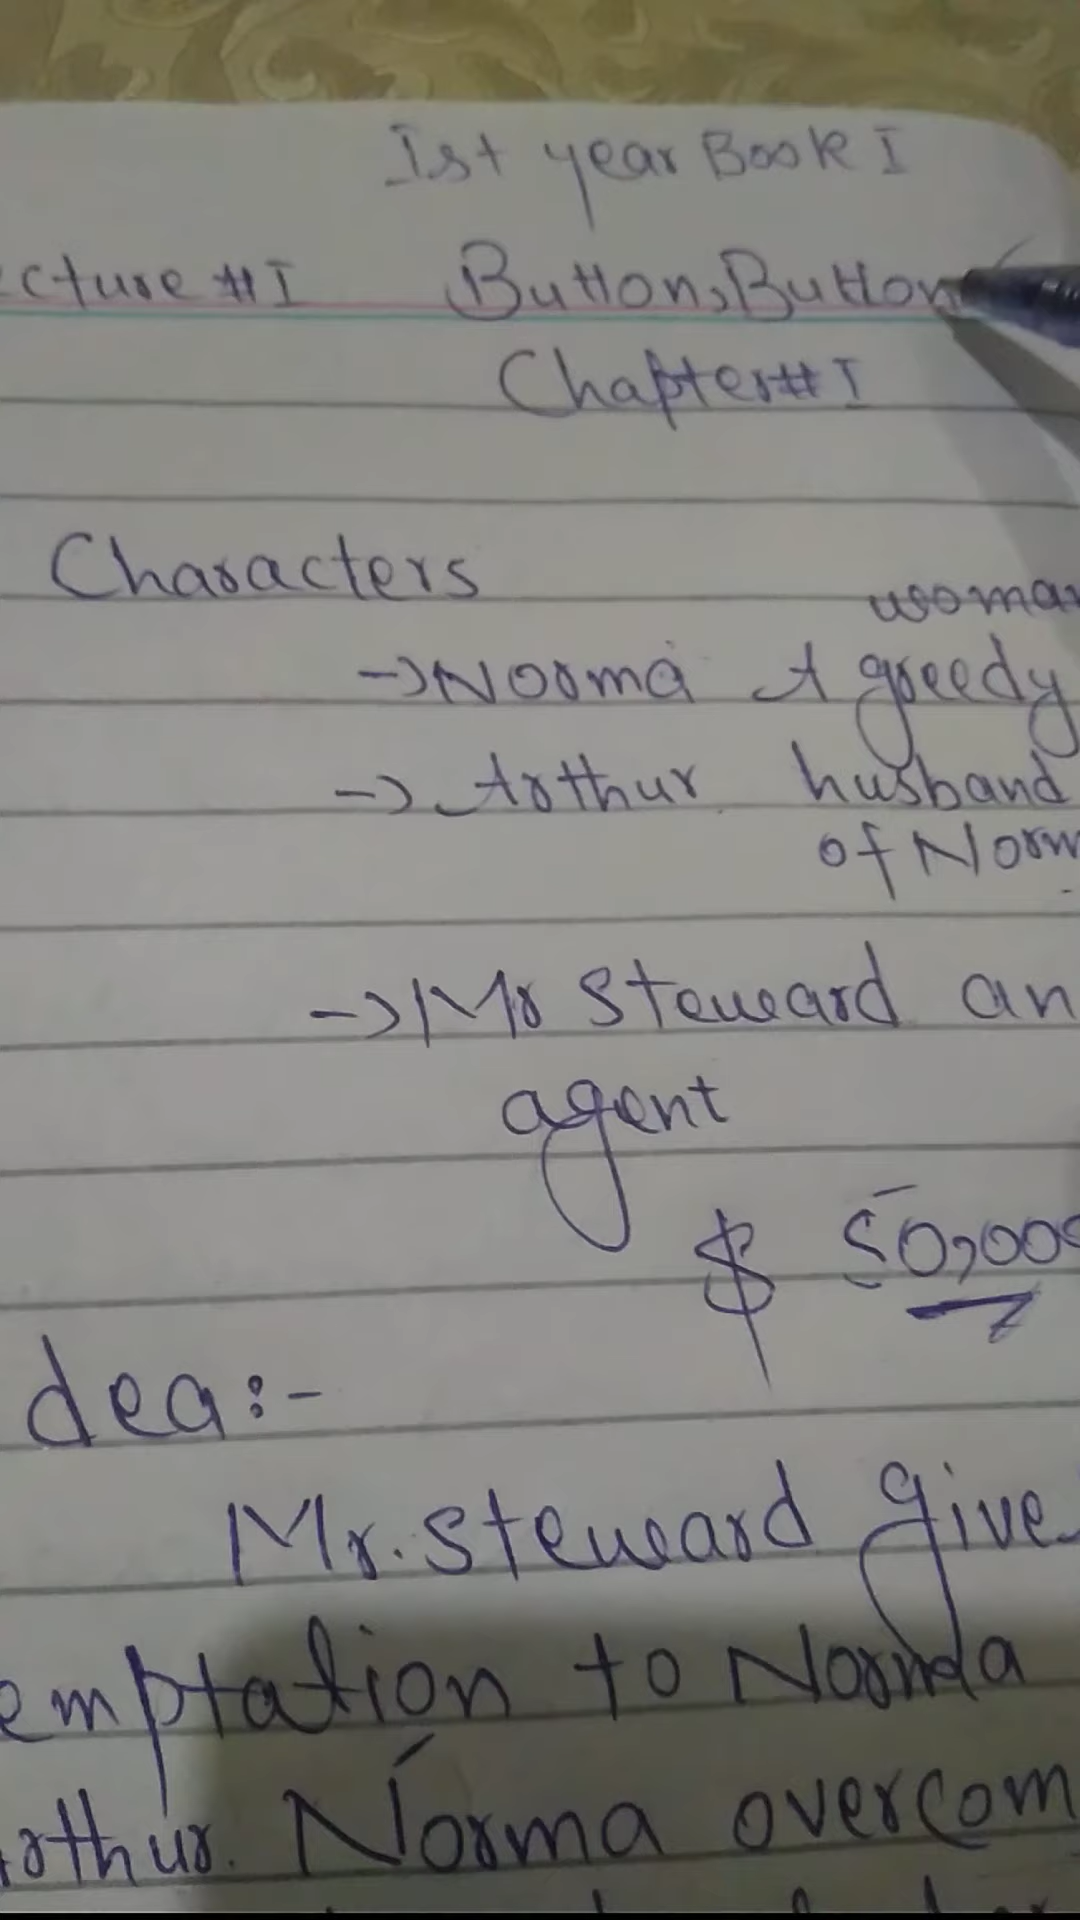 Ist year Book I
cture #I Button, Button
Chapter# I
Characters
woman
→ Norma A greedy
→ Arthur husband
of Norm
→ Mr Steward an
agent
$ 50,000
dea:-
Mr. Steward give
emptation to Norma
rthur. Norma overcom